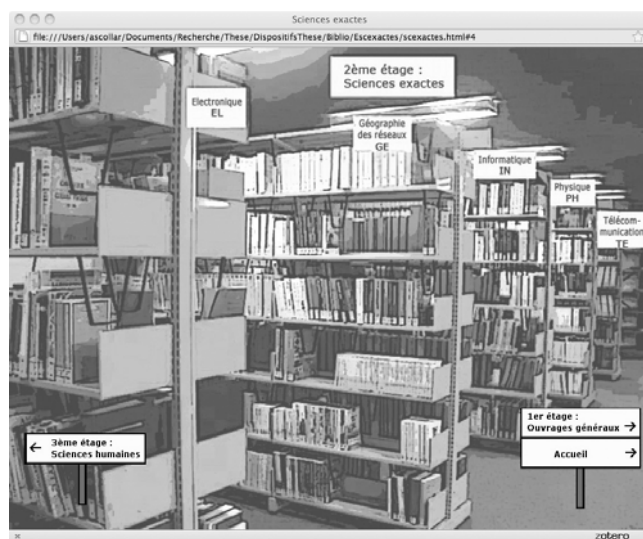 Sciences exactes
file:///Users/ascollar/Documents/Recherche/These/DispositifsThese/Biblio/Escexactes/scexactes.html#4
2ème étage :
Sciences exactes
Electronique
EL
Géographie
des réseaux
GE
Informatique
IN
Physique
PH
Télécom-
munication
TE
← 3ème étage :
Sciences humaines
1er étage :
Ouvrages généraux →
Accueil →
zotero